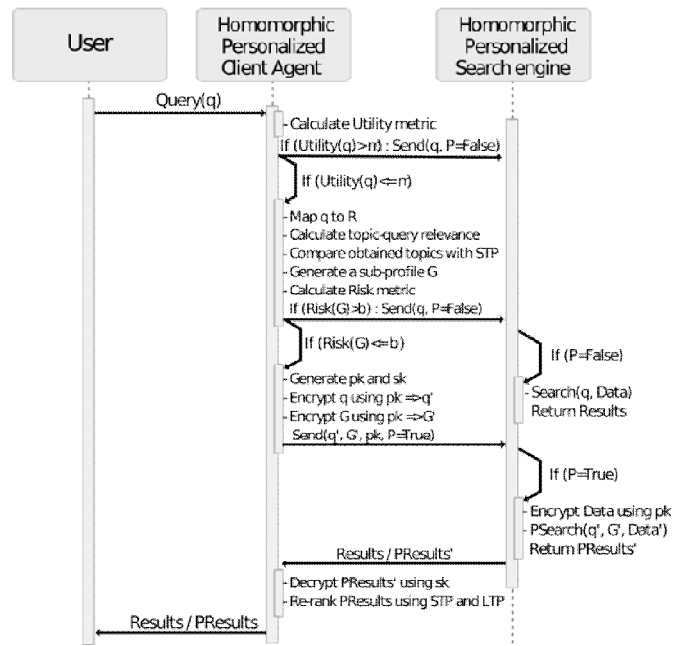 User
Homomorphic
Personalized
Client Agent
Homomorphic
Personalized
Search engine
Query(q)
- Calculate Utility metric
If (Utility(q)>m) : Send(q, P=False)
If (Utility(q)<=m)
- Map q to R
- Calculate topic-query relevance
- Compare obtained topics with STP
- Generate a sub-profile G
- Calculate Risk metric
If (Risk(G)>b) : Send(q, P=False)
If (Risk(G)<=b)
If (P=False)
- Generate pk and sk
- Encrypt q using pk =>q'
- Encrypt G using pk =>G'
Send(q', G', pk, P=True)
- Search(q, Data)
Return Results
If (P=True)
- Encrypt Data using pk
- PSearch(q', G', Data')
Return PResults'
Results / PResults'
- Decrypt PResults' using sk
- Re-rank PResults using STP and LTP
Results / PResults